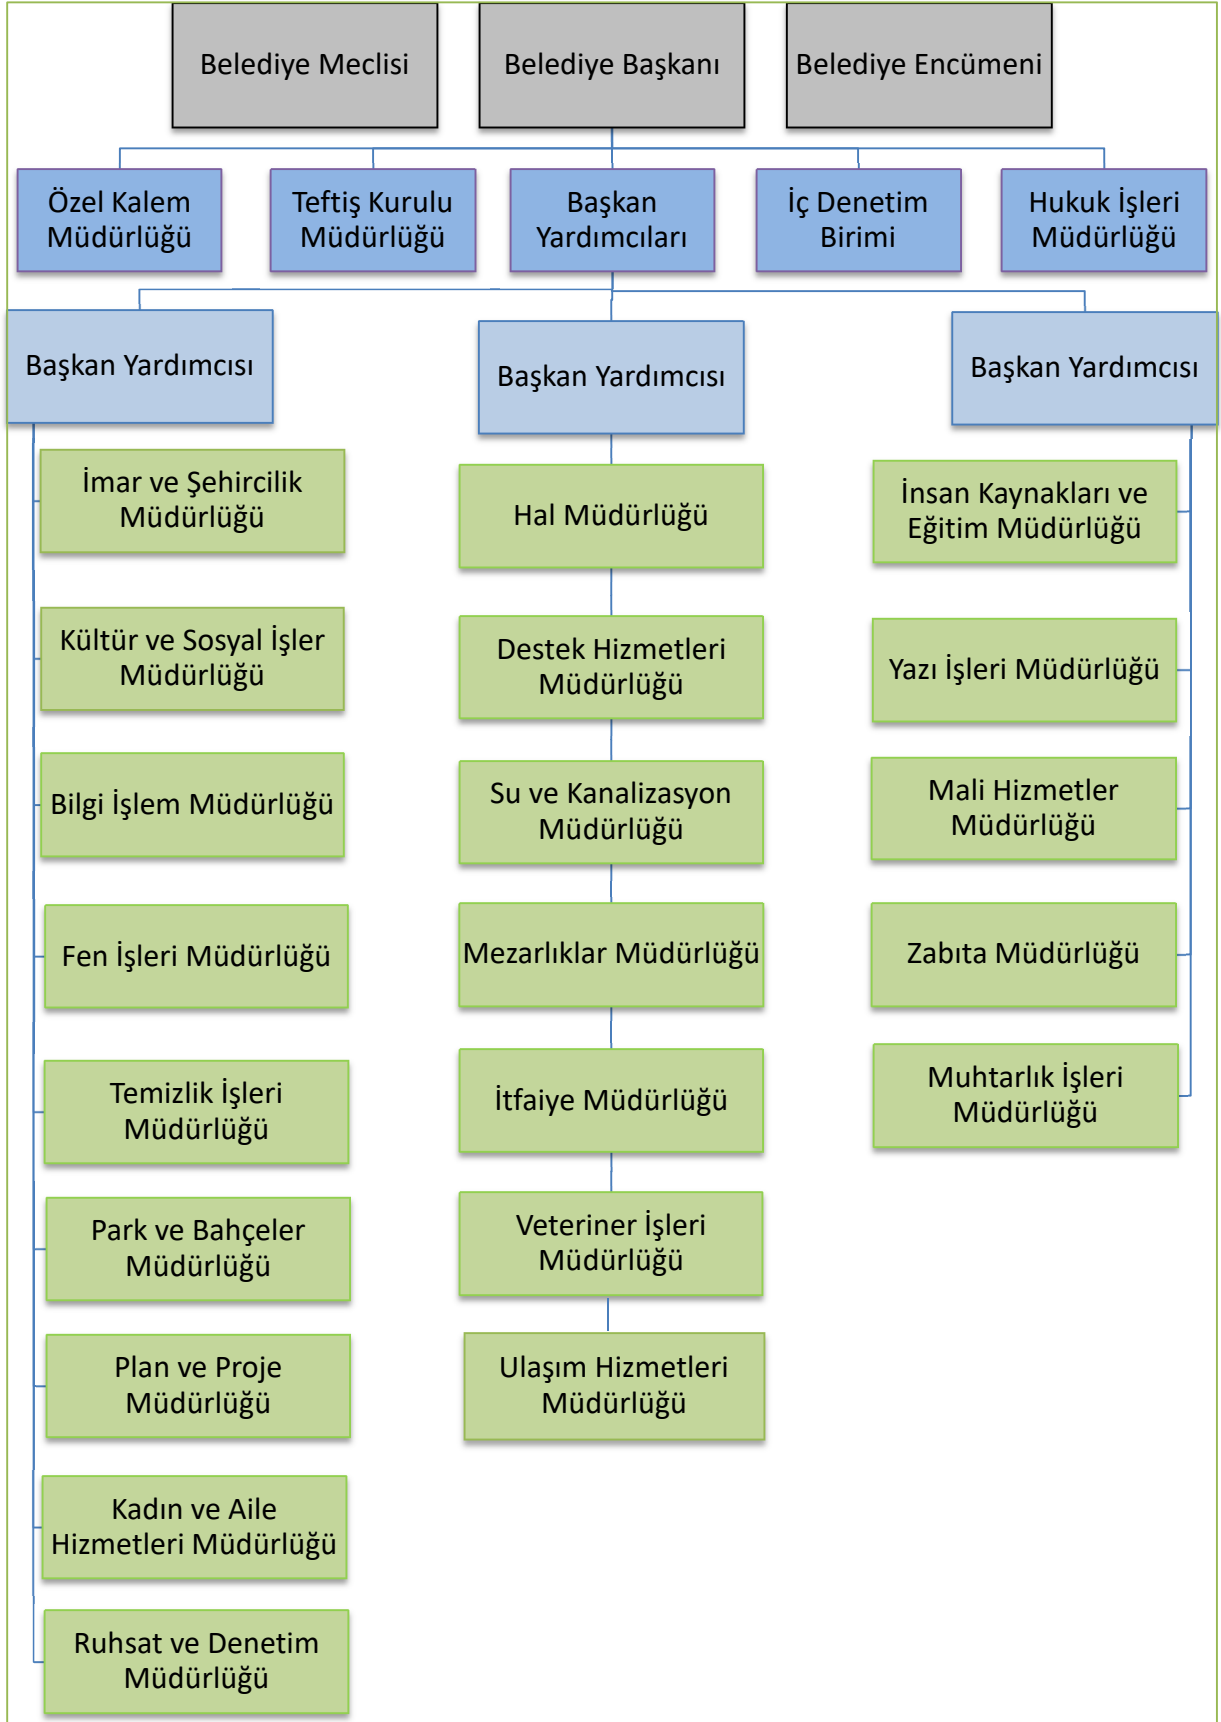 Belediye Meclisi
Belediye Başkanı
Belediye Encümeni
Özel Kalem
Müdürlüğü
Teftiş Kurulu
Müdürlüğü
Başkan
Yardımcıları
İç Denetim
Birimi
Hukuk İşleri
Müdürlüğü
Başkan Yardımcısı
Başkan Yardımcısı
Başkan Yardımcısı
İmar ve Şehircilik
Müdürlüğü
Kültür ve Sosyal İşler
Müdürlüğü
Bilgi İşlem Müdürlüğü
Fen İşleri Müdürlüğü
Temizlik İşleri
Müdürlüğü
Park ve Bahçeler
Müdürlüğü
Plan ve Proje
Müdürlüğü
Kadın ve Aile
Hizmetleri Müdürlüğü
Ruhsat ve Denetim
Müdürlüğü
Hal Müdürlüğü
Destek Hizmetleri
Müdürlüğü
Su ve Kanalizasyon
Müdürlüğü
Mezarlıklar Müdürlüğü
İtfaiye Müdürlüğü
Veteriner İşleri
Müdürlüğü
Ulaşım Hizmetleri
Müdürlüğü
İnsan Kaynakları ve
Eğitim Müdürlüğü
Yazı İşleri Müdürlüğü
Mali Hizmetler
Müdürlüğü
Zabıta Müdürlüğü
Muhtarlık İşleri
Müdürlüğü